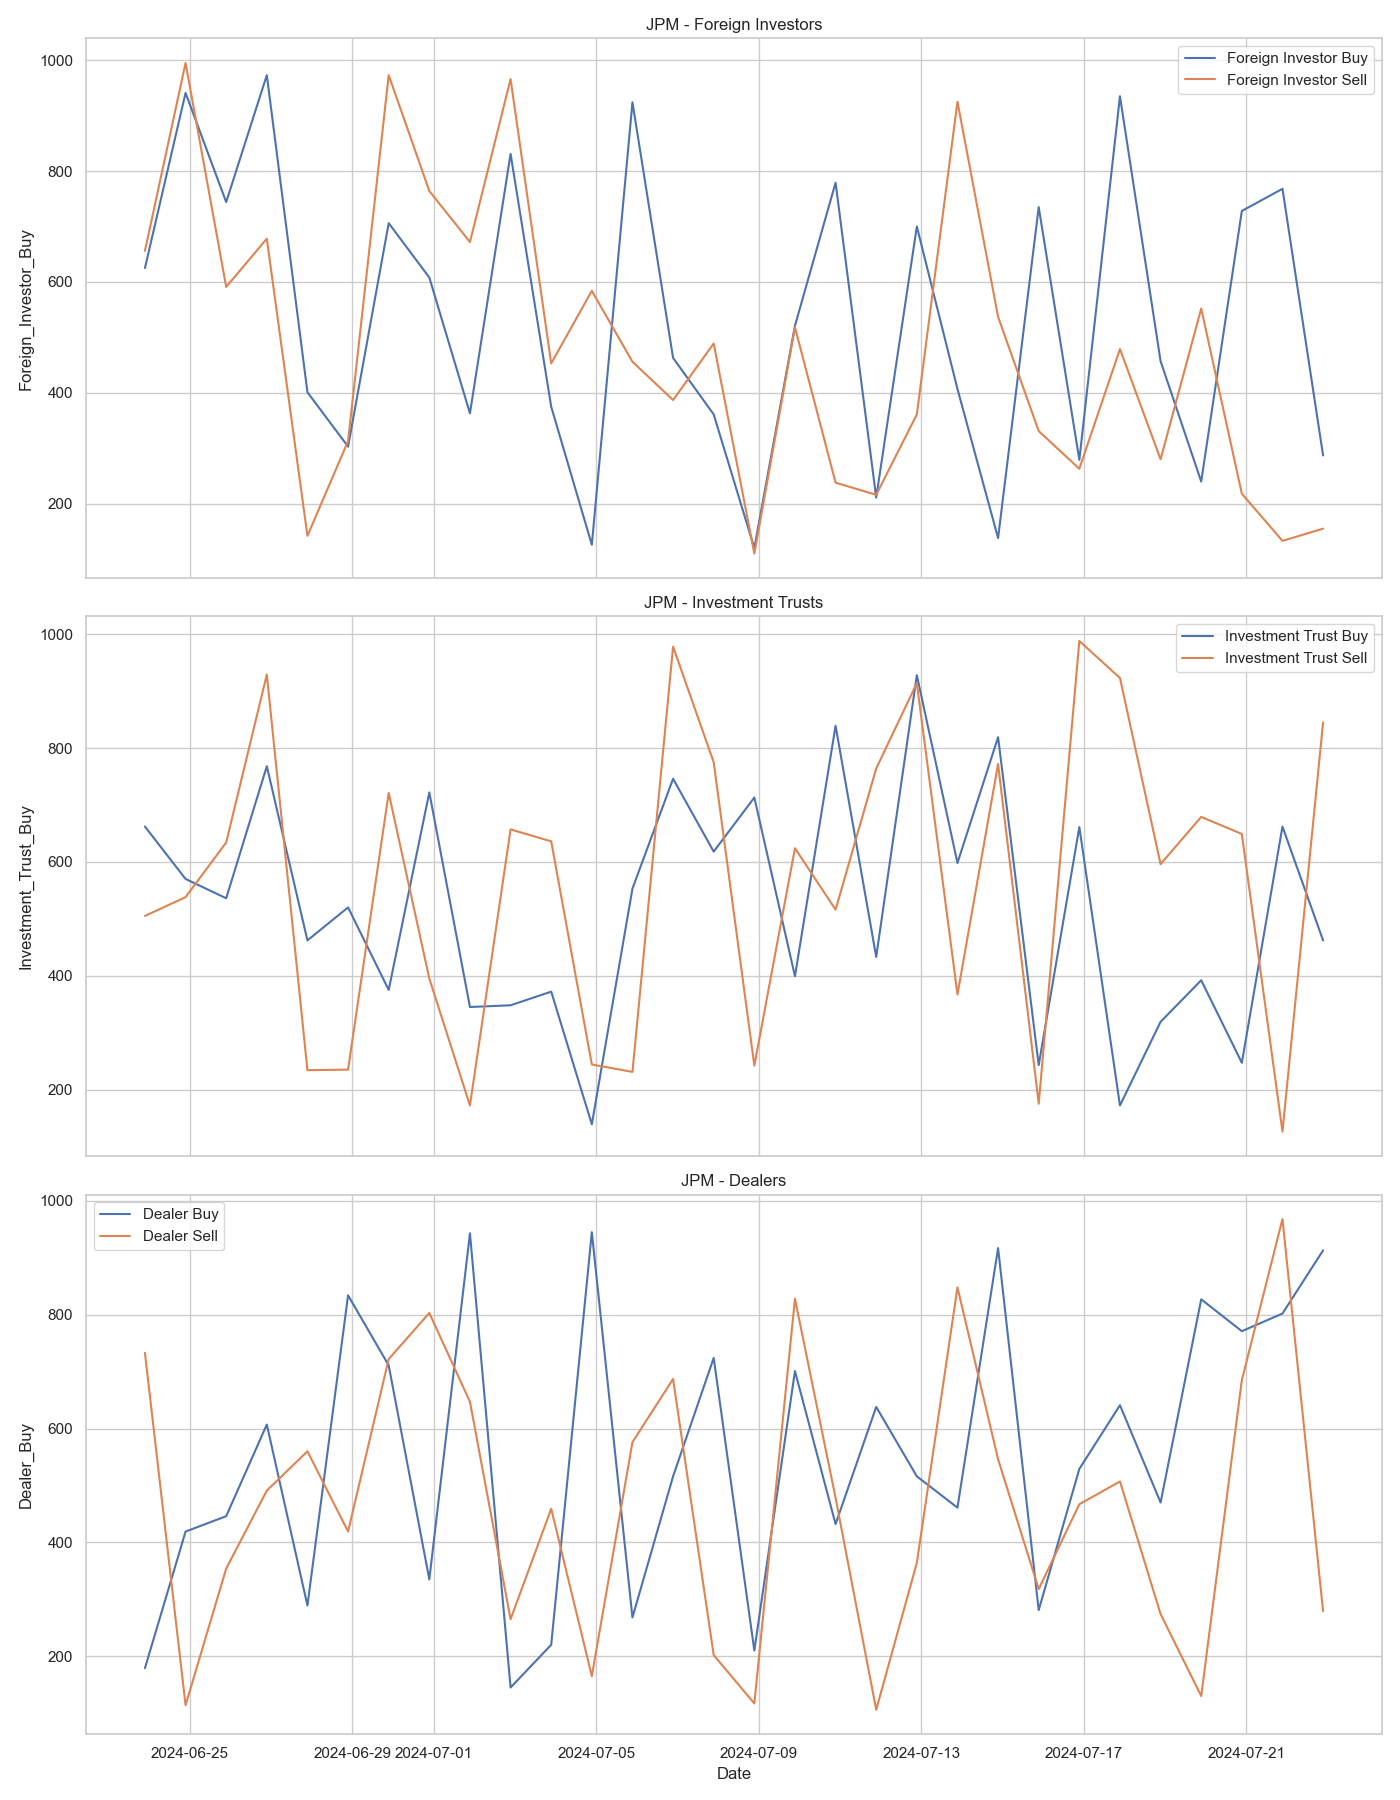 JPM - Foreign Investors
Foreign_Investor_Buy
1000
800
600
400
200
Foreign Investor Buy
Foreign Investor Sell
JPM - Investment Trusts
Investment_Trust_Buy
1000
800
600
400
200
Investment Trust Buy
Investment Trust Sell
JPM - Dealers
Dealer_Buy
1000
800
600
400
200
Dealer Buy
Dealer Sell
2024-06-25 2024-06-29 2024-07-01 2024-07-05 2024-07-09 2024-07-13 2024-07-17 2024-07-21
Date